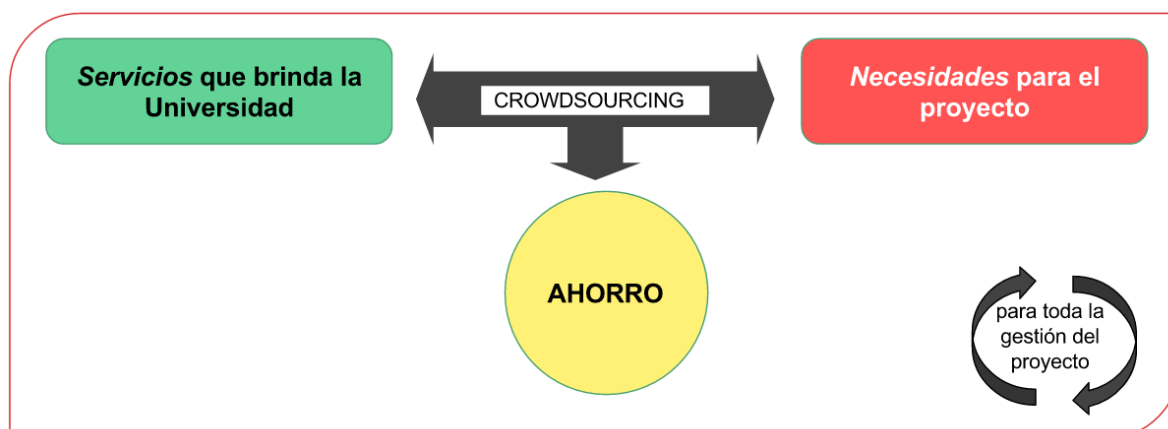 Servicios que brinda la
Universidad
CROWDSOURCING
Necesidades para el
proyecto
AHORRO
para toda la
gestión del
proyecto